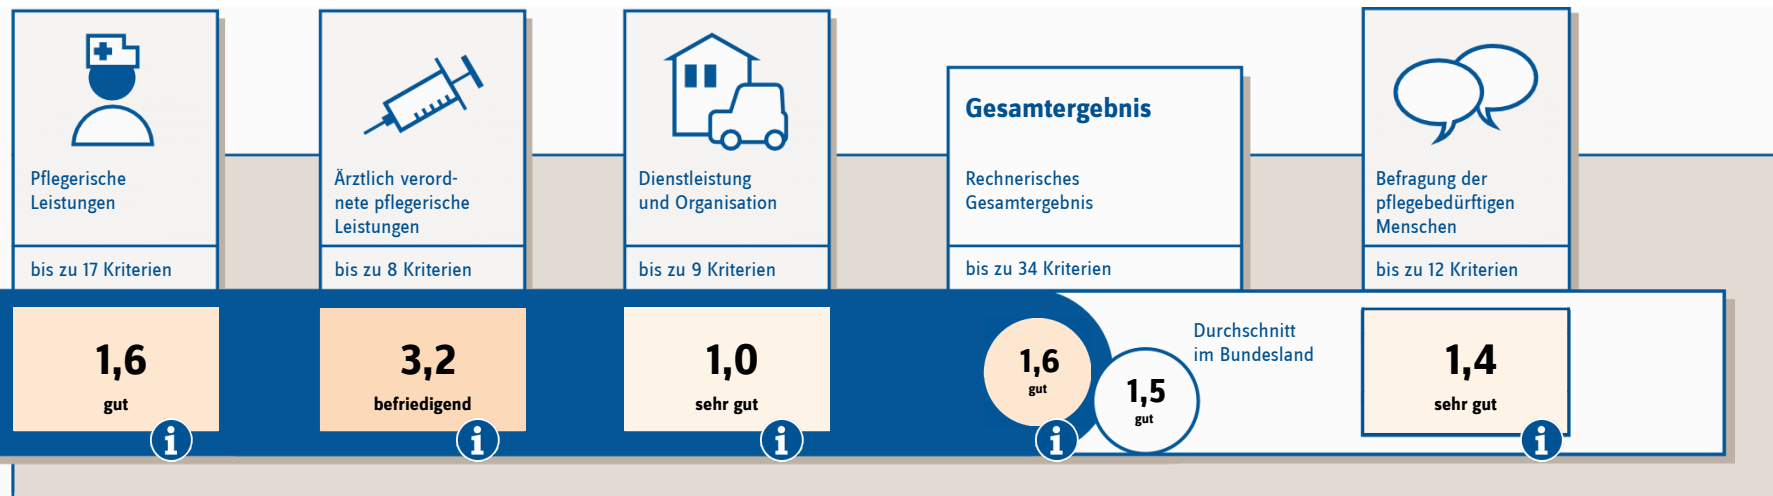 Pflegerische
Leistungen
bis zu 17 Kriterien
1,6
gut
i
Ärztlich verord-
nete pflegerische
Leistungen
bis zu 8 Kriterien
3,2
befriedigend
i
Dienstleistung
und Organisation
bis zu 9 Kriterien
1,0
sehr gut
i
Gesamtergebnis
Rechnerisches
Gesamtergebnis
bis zu 34 Kriterien
1,6
gut
i
1,5
gut
Durchschnitt
im Bundesland
Befragung der
pflegebedürftigen
Menschen
bis zu 12 Kriterien
1,4
sehr gut
i